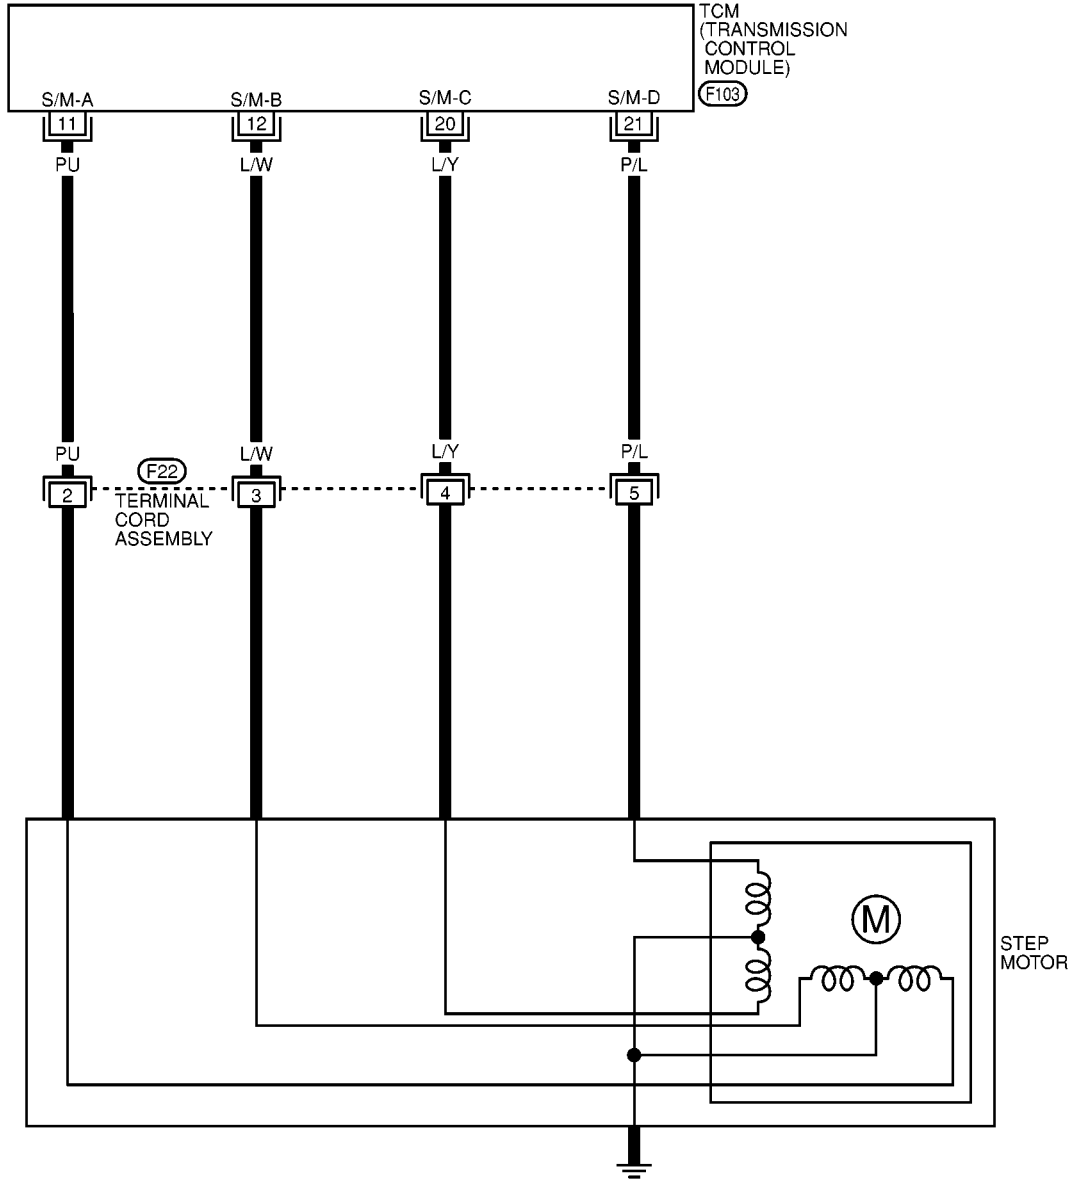 TCM
(TRANSMISSION
CONTROL
MODULE)
F103
S/M-A S/M-B S/M-C S/M-D
11 12 20 21
PU L/W L/Y P/L
PU L/W L/Y P/L
F22
2 3 4 5
TERMINAL
CORD
ASSEMBLY
M
STEP
MOTOR